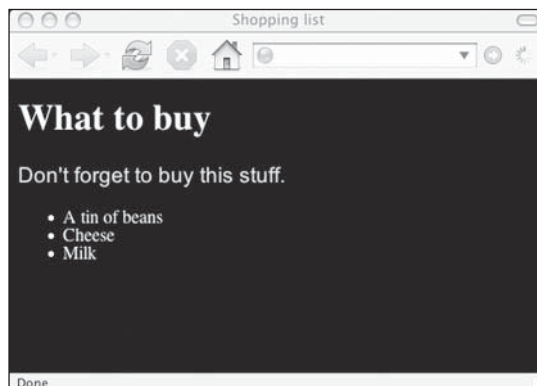 Shopping list
What to buy
Don't forget to buy this stuff.
• A tin of beans
• Cheese
• Milk
Done